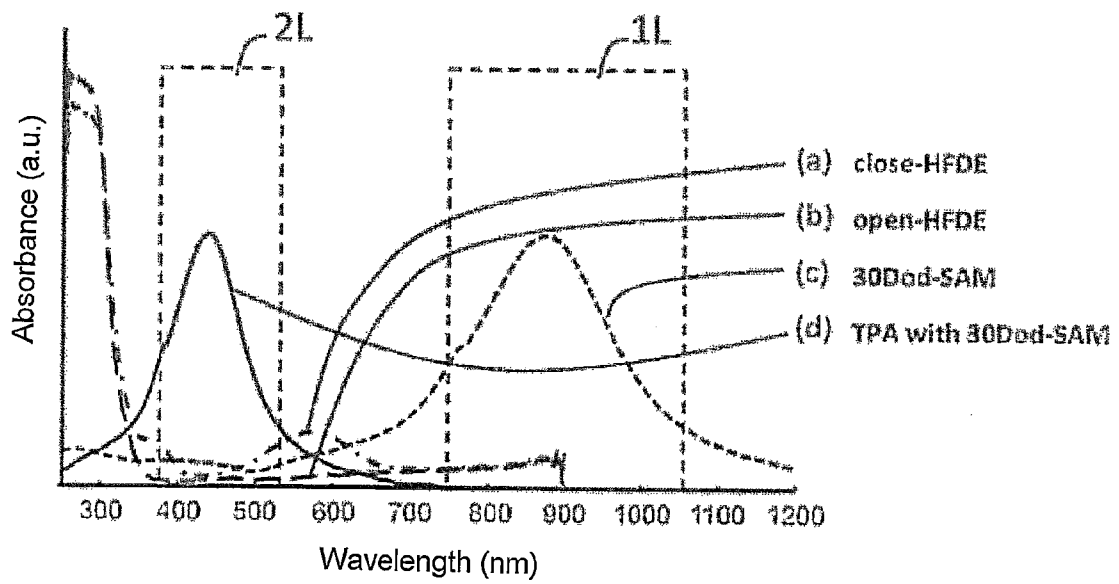 2L
1L
Absorbance (a.u.)
(a) close-HFDE
(b) open-HFDE
(c) 30Dod-SAM
(d) TPA with 30Dod-SAM
300 400 500 600 700 800 900 1000 1100 1200
Wavelength (nm)